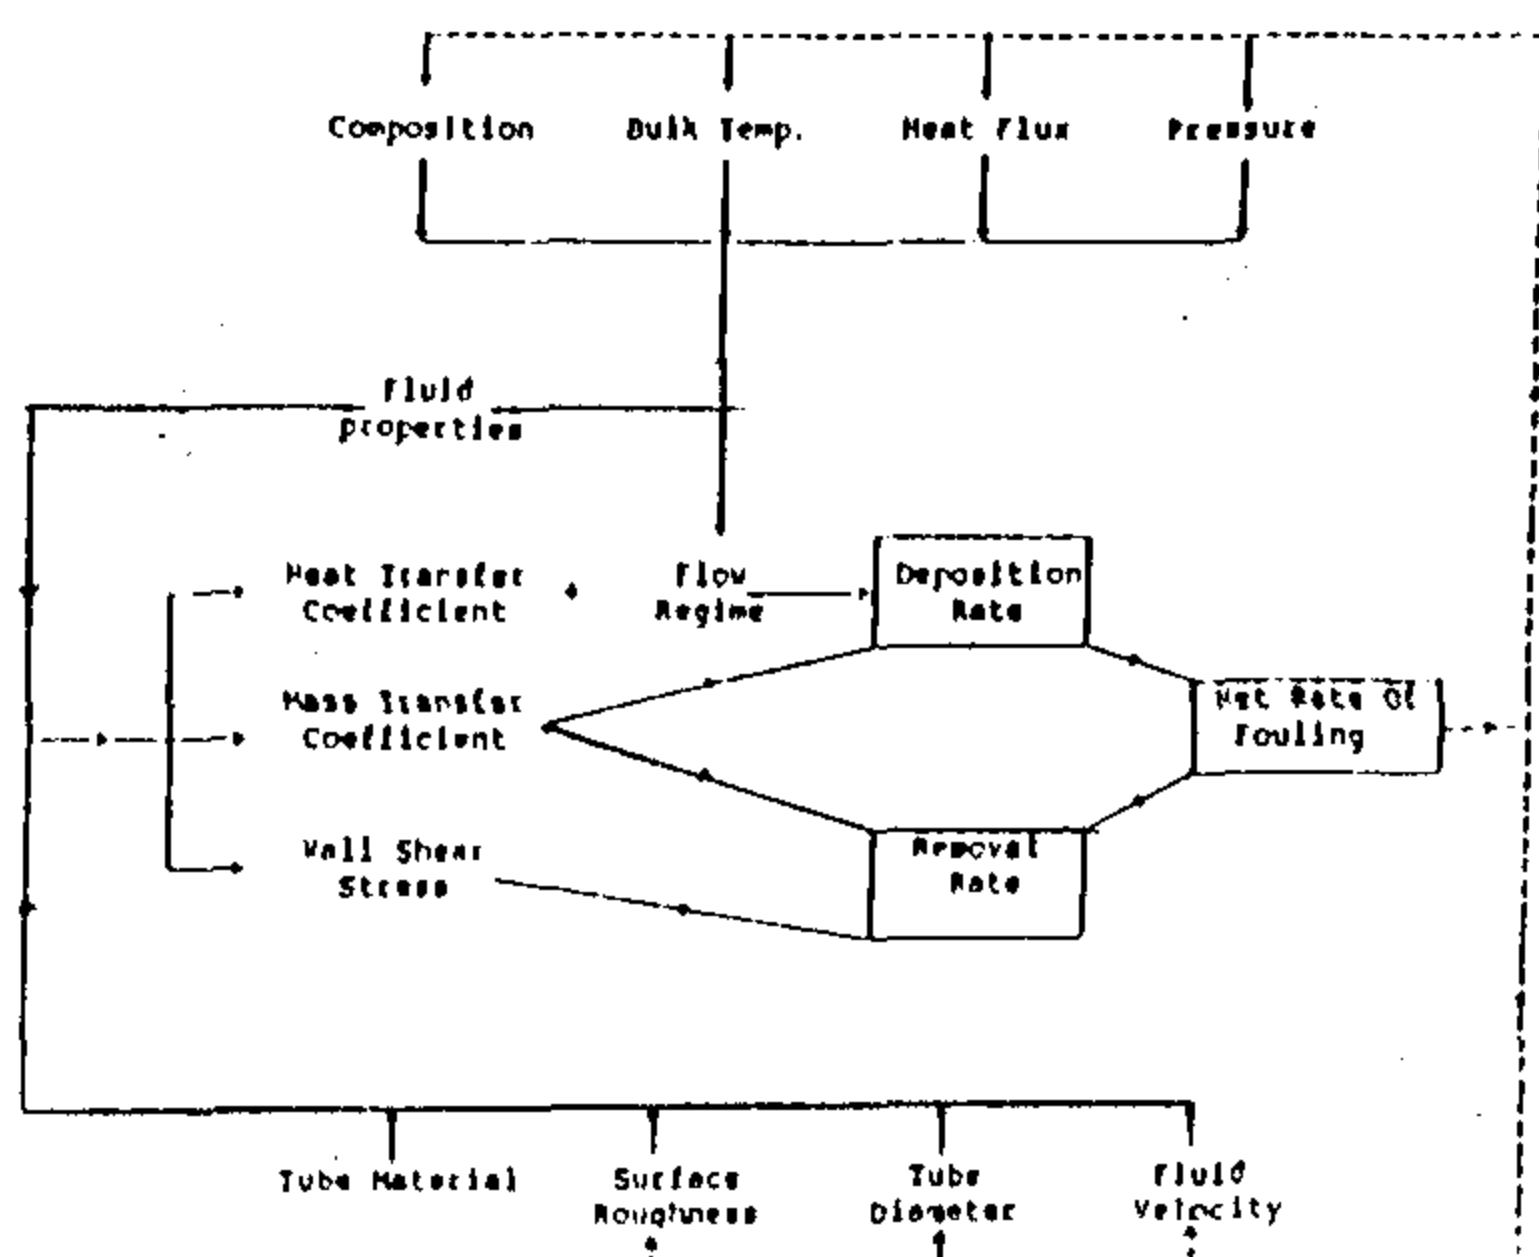 Composition Bulk Temp. Heat Flux Pressure
Fluid
properties
Heat Transfer
Coefficient
Flow
Regime
Deposition
Rate
Mass Transfer
Coefficient
Net Rate Of
Fouling
Wall Shear
Stress
Removal
Rate
Tube Material
Surface
Roughness
Tube
Diameter
Fluid
Velocity